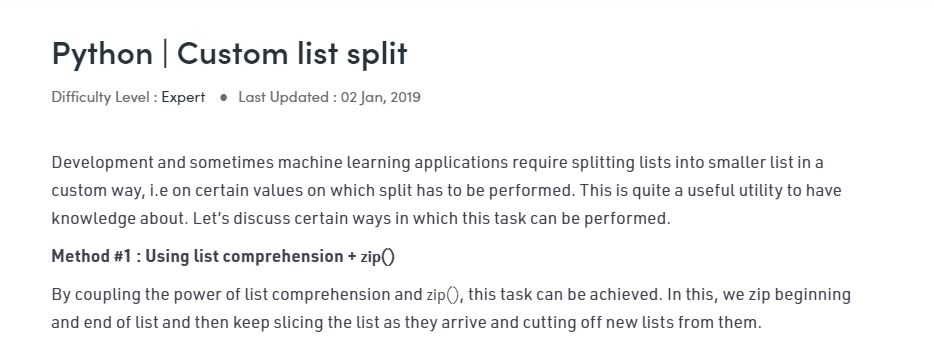 Python | Custom list split
Difficulty Level : Expert ● Last Updated : 02 Jan, 2019
Development and sometimes machine learning applications require splitting lists into smaller list in a
custom way, i.e on certain values on which split has to be performed. This is quite a useful utility to have
knowledge about. Let’s discuss certain ways in which this task can be performed.
Method #1 : Using list comprehension + zip()
By coupling the power of list comprehension and zip(), this task can be achieved. In this, we zip beginning
and end of list and then keep slicing the list as they arrive and cutting off new lists from them.